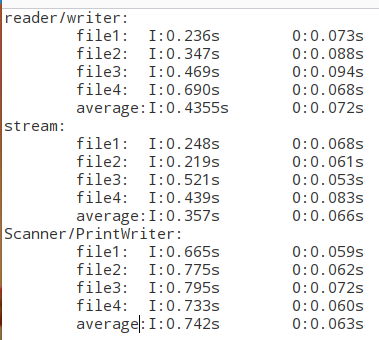 reader/writer:
file1: I:0.236s O:0.073s
file2: I:0.347s O:0.088s
file3: I:0.469s O:0.094s
file4: I:0.690s O:0.068s
average:I:0.4355s O:0.072s
stream:
file1: I:0.248s O:0.068s
file2: I:0.219s O:0.061s
file3: I:0.521s O:0.053s
file4: I:0.439s O:0.083s
average:I:0.357s O:0.066s
Scanner/PrintWriter:
file1: I:0.665s O:0.059s
file2: I:0.775s O:0.062s
file3: I:0.795s O:0.072s
file4: I:0.733s O:0.060s
average:I:0.742s O:0.063s